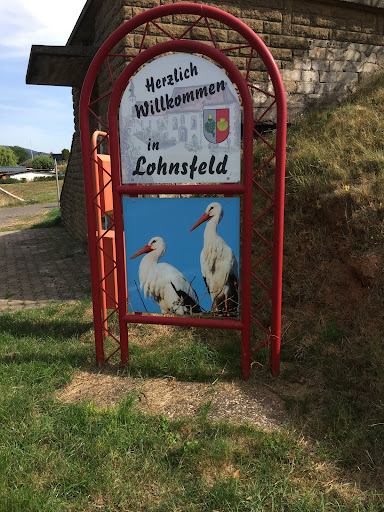 Herzlich
Willkommen
in
Lohnsfeld